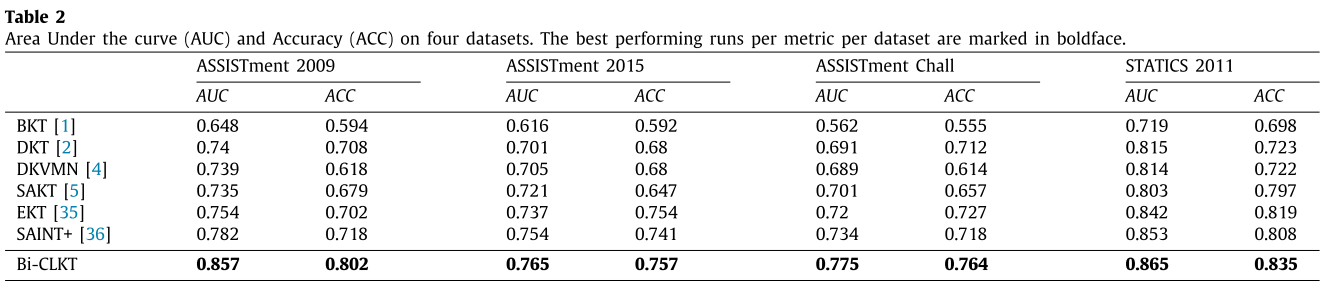 Table 2
Area Under the curve (AUC) and Accuracy (ACC) on four datasets. The best performing runs per metric per dataset are marked in boldface.
ASSISTment 2009 ASSISTment 2015 ASSISTment Chall STATICS 2011
AUC ACC AUC ACC AUC ACC AUC ACC
BKT [1] 0.648 0.594 0.616 0.592 0.562 0.555 0.719 0.698
DKT [2] 0.74 0.708 0.701 0.68 0.691 0.712 0.815 0.723
DKVMN [4] 0.739 0.618 0.705 0.68 0.689 0.614 0.814 0.722
SAKT [5] 0.735 0.679 0.721 0.647 0.701 0.657 0.803 0.797
EKT [35] 0.754 0.702 0.737 0.754 0.72 0.727 0.842 0.819
SAINT+ [36] 0.782 0.718 0.754 0.741 0.734 0.718 0.853 0.808
Bi-CLKT 0.857 0.802 0.765 0.757 0.775 0.764 0.865 0.835